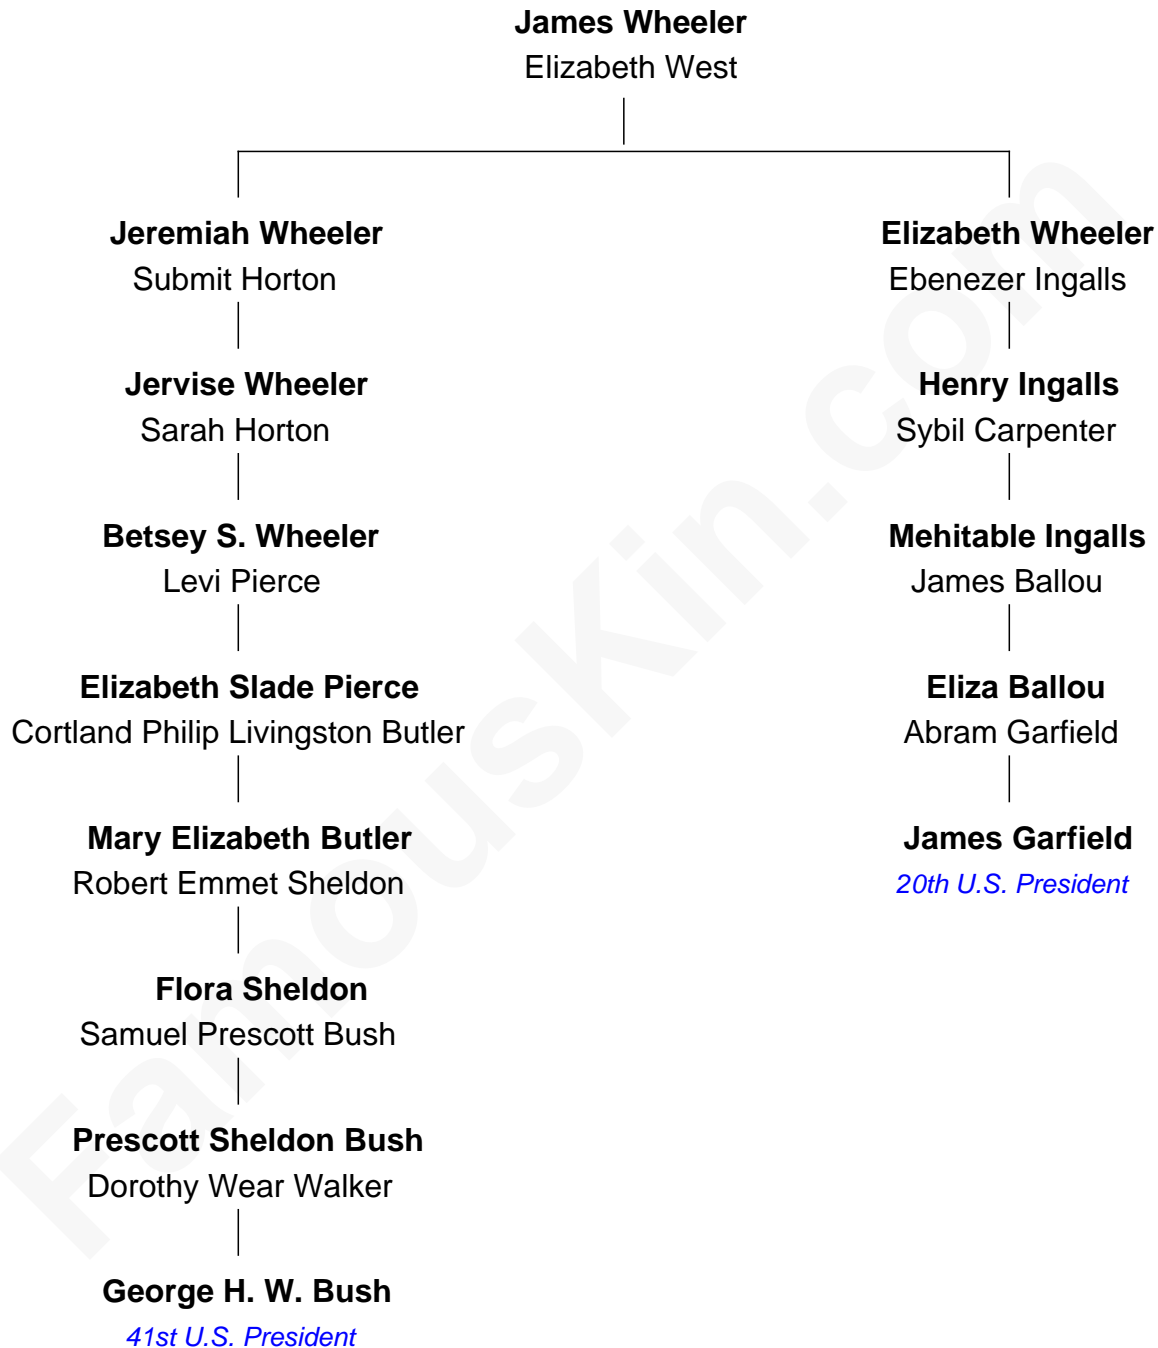 James Wheeler
Elizabeth West
Jeremiah Wheeler
Submit Horton
Jervise Wheeler
Sarah Horton
Betsey S. Wheeler
Levi Pierce
Elizabeth Slade Pierce
Cortland Philip Livingston Butler
Mary Elizabeth Butler
Robert Emmet Sheldon
Flora Sheldon
Samuel Prescott Bush
Prescott Sheldon Bush
Dorothy Wear Walker
George H. W. Bush
41st U.S. President
Elizabeth Wheeler
Ebenezer Ingalls
Henry Ingalls
Sybil Carpenter
Mehitable Ingalls
James Ballou
Eliza Ballou
Abram Garfield
James Garfield
20th U.S. President
FamousKin.com